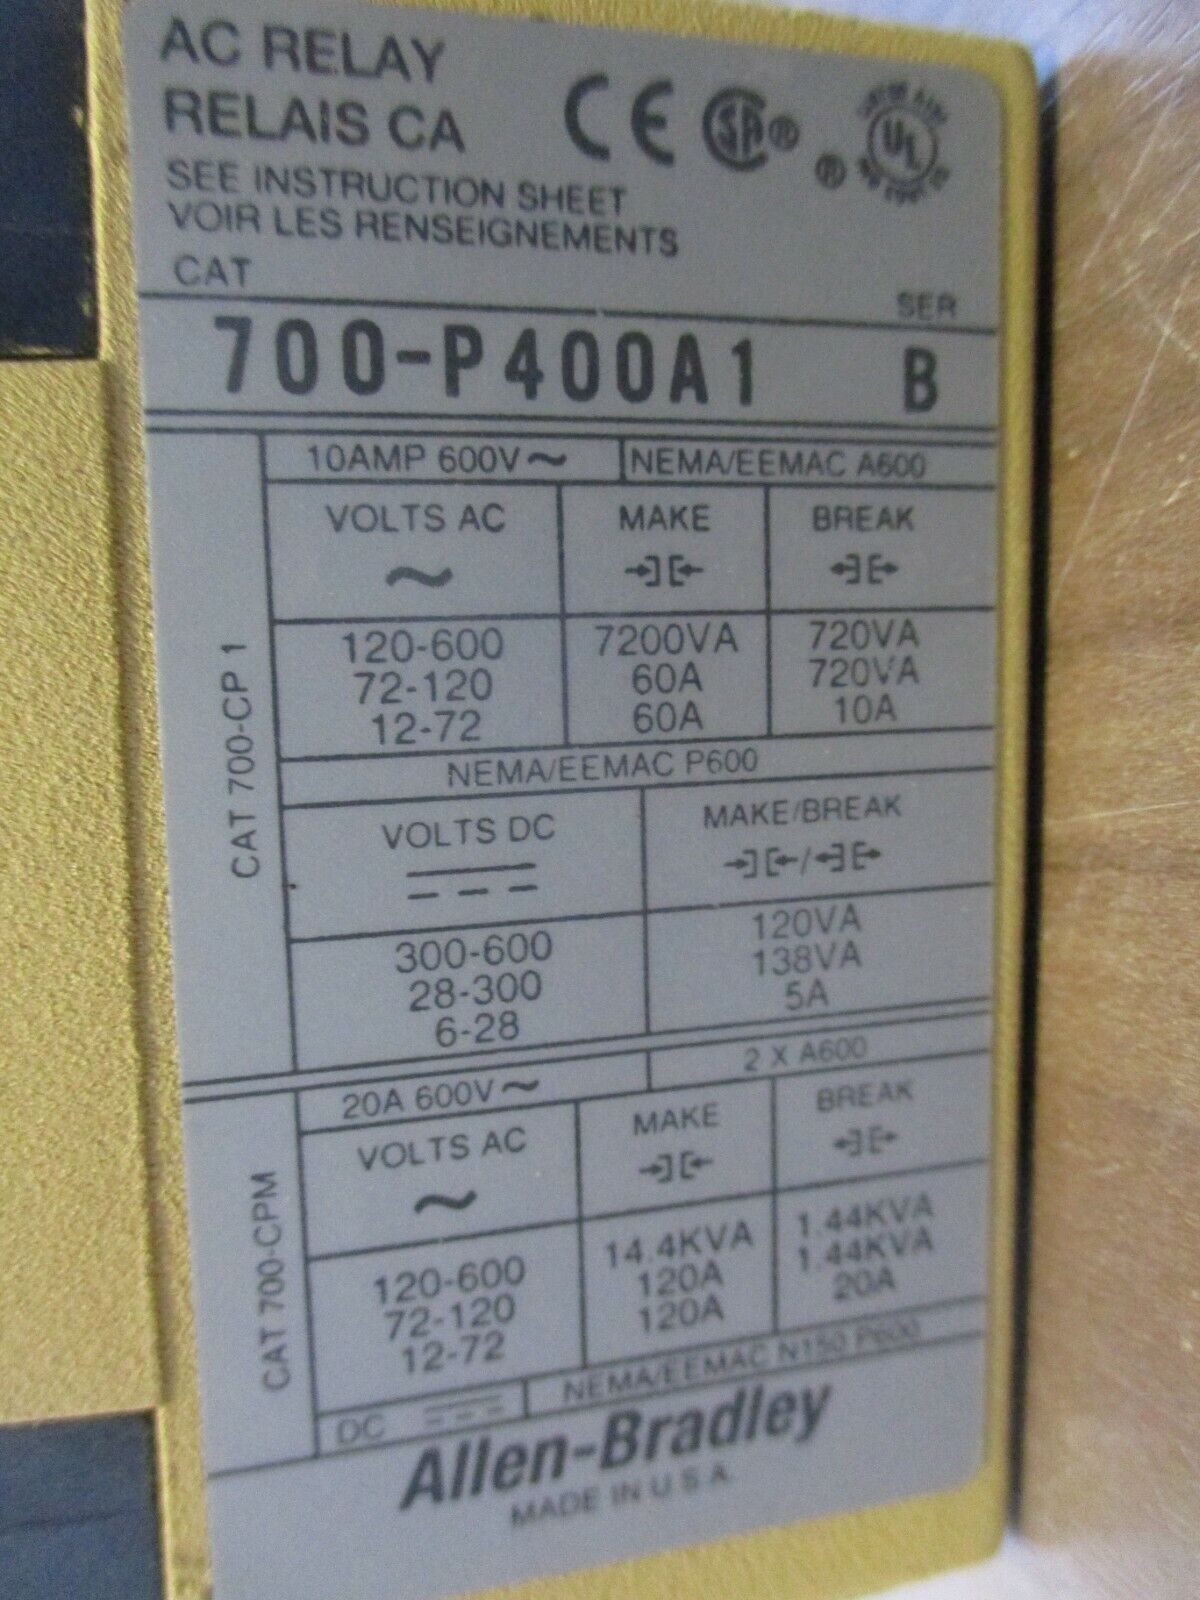 AC RELAY
RELAIS CA
CE SA® ® UL
SEE INSTRUCTION SHEET
VOIR LES RENSEIGNEMENTS
CAT SER
700-P400A1 B
CAT 700-CP 1
10AMP 600V~ NEMA/EEMAC A600
VOLTS AC MAKE BREAK
~
120-600 7200VA 720VA
72-120 60A 720VA
12-72 60A 10A
NEMA/EEMAC P600
VOLTS DC MAKE/BREAK
/
300-600 120VA
28-300 138VA
6-28 5A
CAT 700-CPM
20A 600V~ 2 X A600
VOLTS AC MAKE BREAK
~
120-600 14.4KVA 1.44KVA
72-120 120A 1.44KVA
12-72 120A 20A
DC NEMA/EEMAC N150 P600
Allen-Bradley
MADE IN U.S.A.